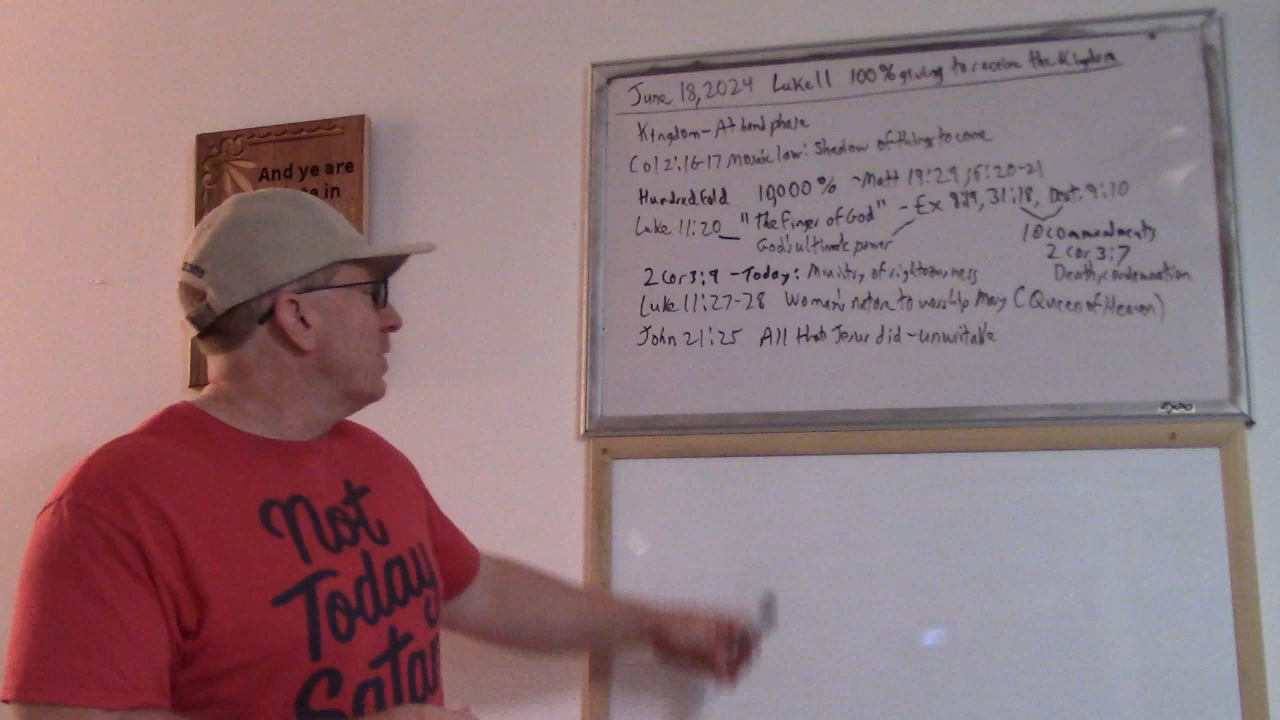 June 18, 2024 Luke 11 100% giving to receive the Kingdom
Kingdom - At hand phase
Col 2:16-17 Mosaic law: Shadow of things to come
Hundredfold 10,000% ~Matt 19:29, 6:20-21
Luke 11:20 "the Finger of God" - Ex 8:19, 31:18, Deut. 9:10
God's ultimate power
10 commandments
2 Cor 3:7
Death, condemnation
2 Cor 3:9 - Today: Ministry of righteousness
Luke 11:27-28 Woman's notion to worship Mary (Queen of Heaven)
John 21:25 All that Jesus did - unwritable
And ye are
in
Not
Today
Satan